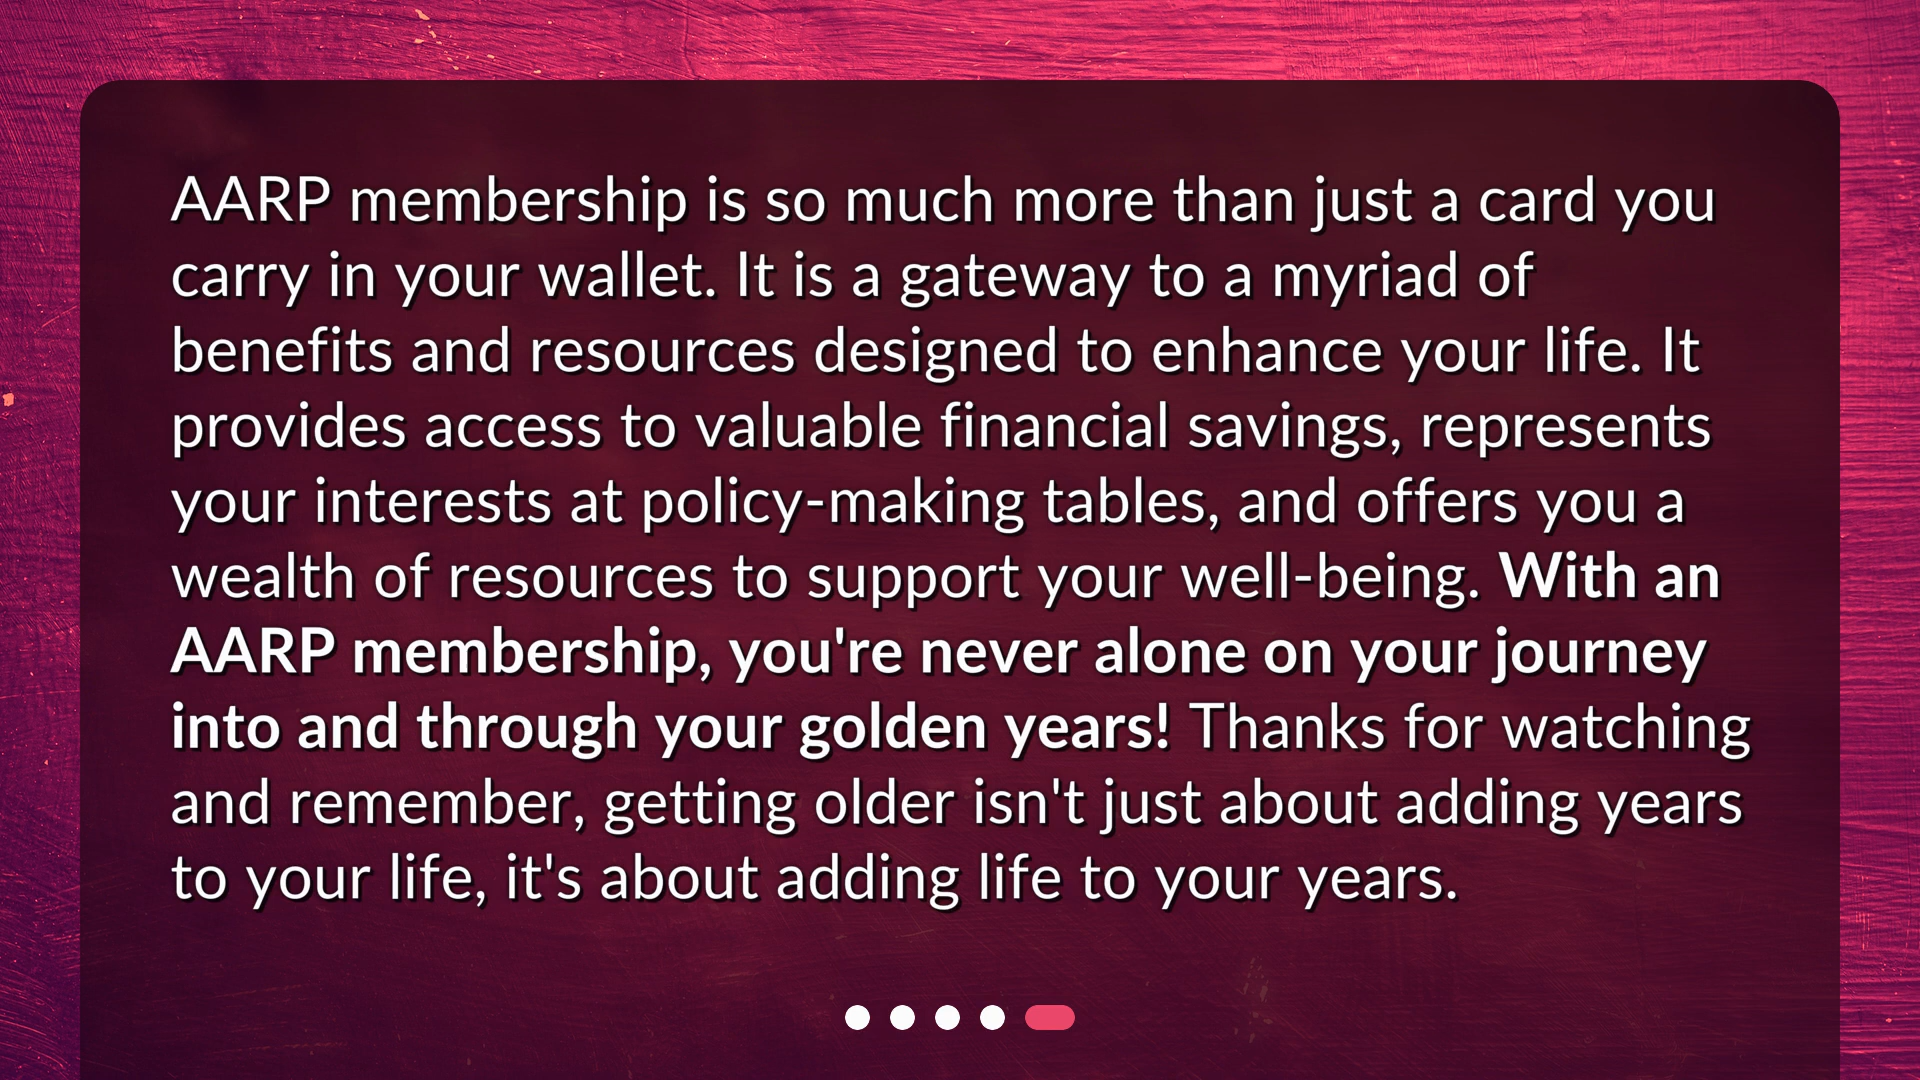 AARP membership is so much more than just a card you
carry in your wallet. It is a gateway to a myriad of
benefits and resources designed to enhance your life. It
provides access to valuable financial savings, represents
your interests at policy-making tables, and offers you a
wealth of resources to support your well-being. With an
AARP membership, you're never alone on your journey
into and through your golden years! Thanks for watching
and remember, getting older isn't just about adding years
to your life, it's about adding life to your years.